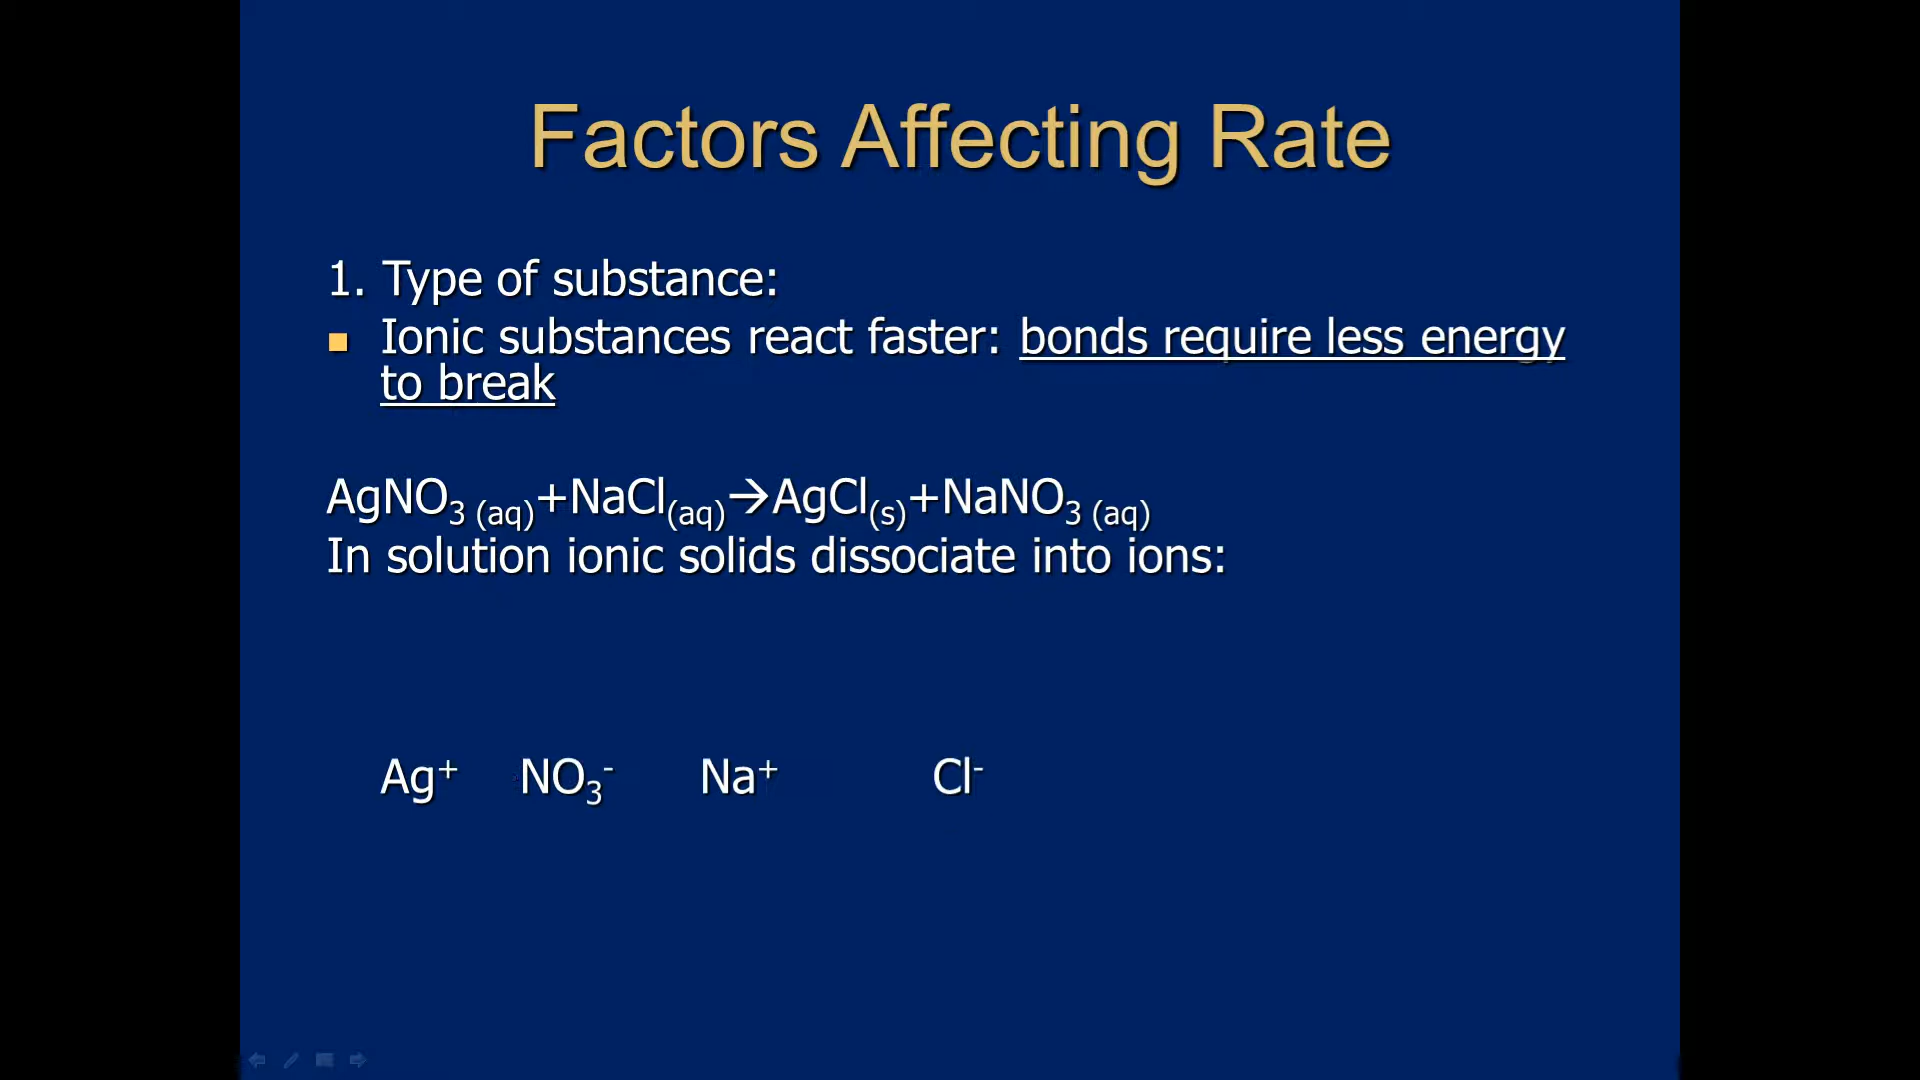 Factors Affecting Rate
1. Type of substance:
■ Ionic substances react faster: bonds require less energy
to break
AgNO₃ (aq)+NaCl(aq)→AgCl(s)+NaNO₃ (aq)
In solution ionic solids dissociate into ions:
Ag⁺ NO₃⁻ Na⁺ Cl⁻